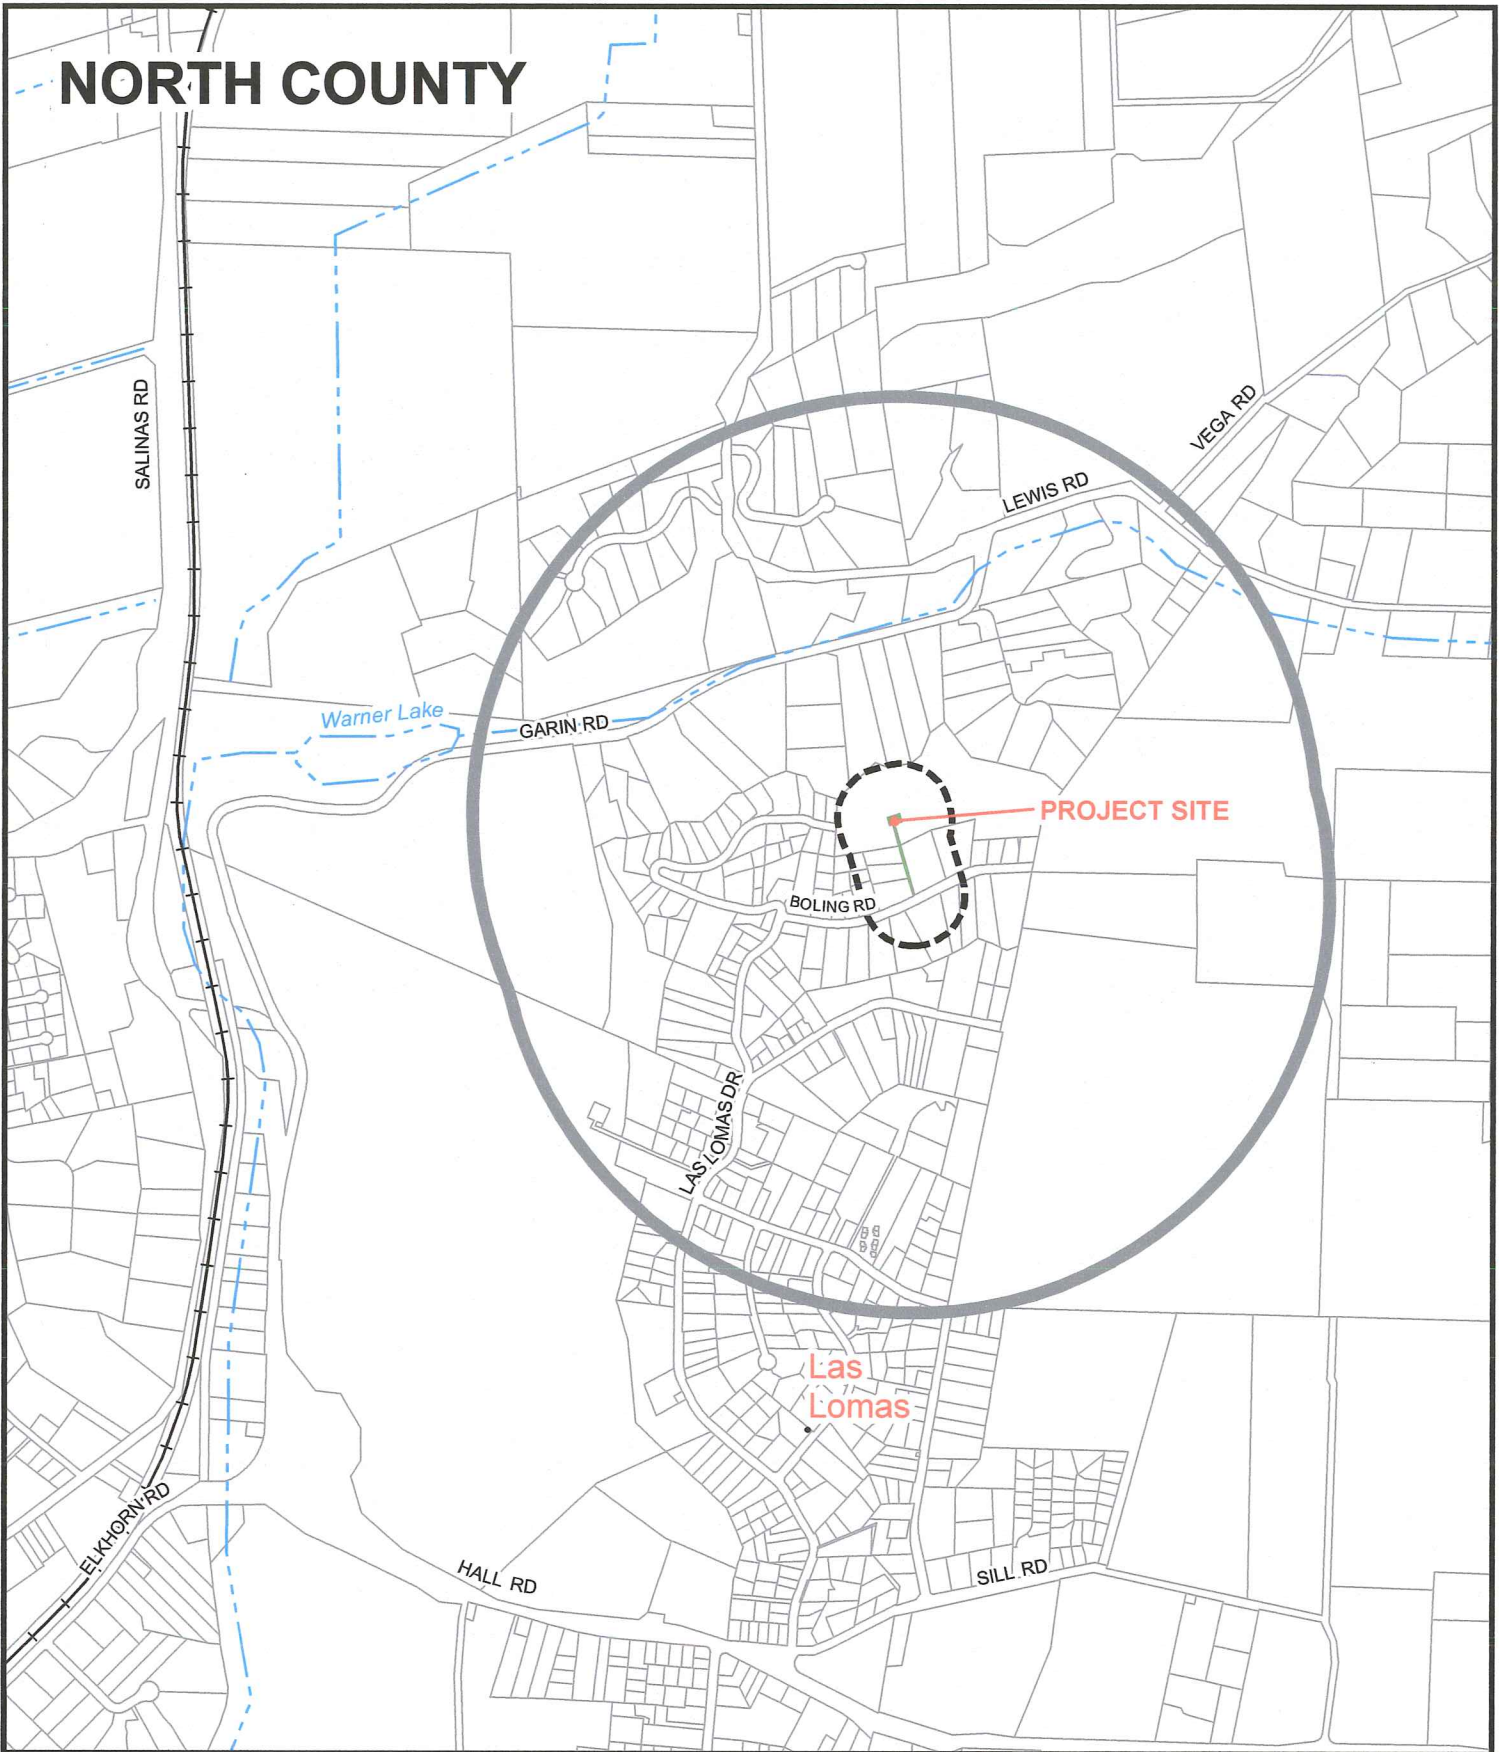 NORTH COUNTY
SALINAS RD
VEGA RD
LEWIS RD
Warner Lake
GARIN RD
PROJECT SITE
BOLING RD
LAS LOMAS DR
Las
Lomas
ELKHORN RD
HALL RD
SILL RD